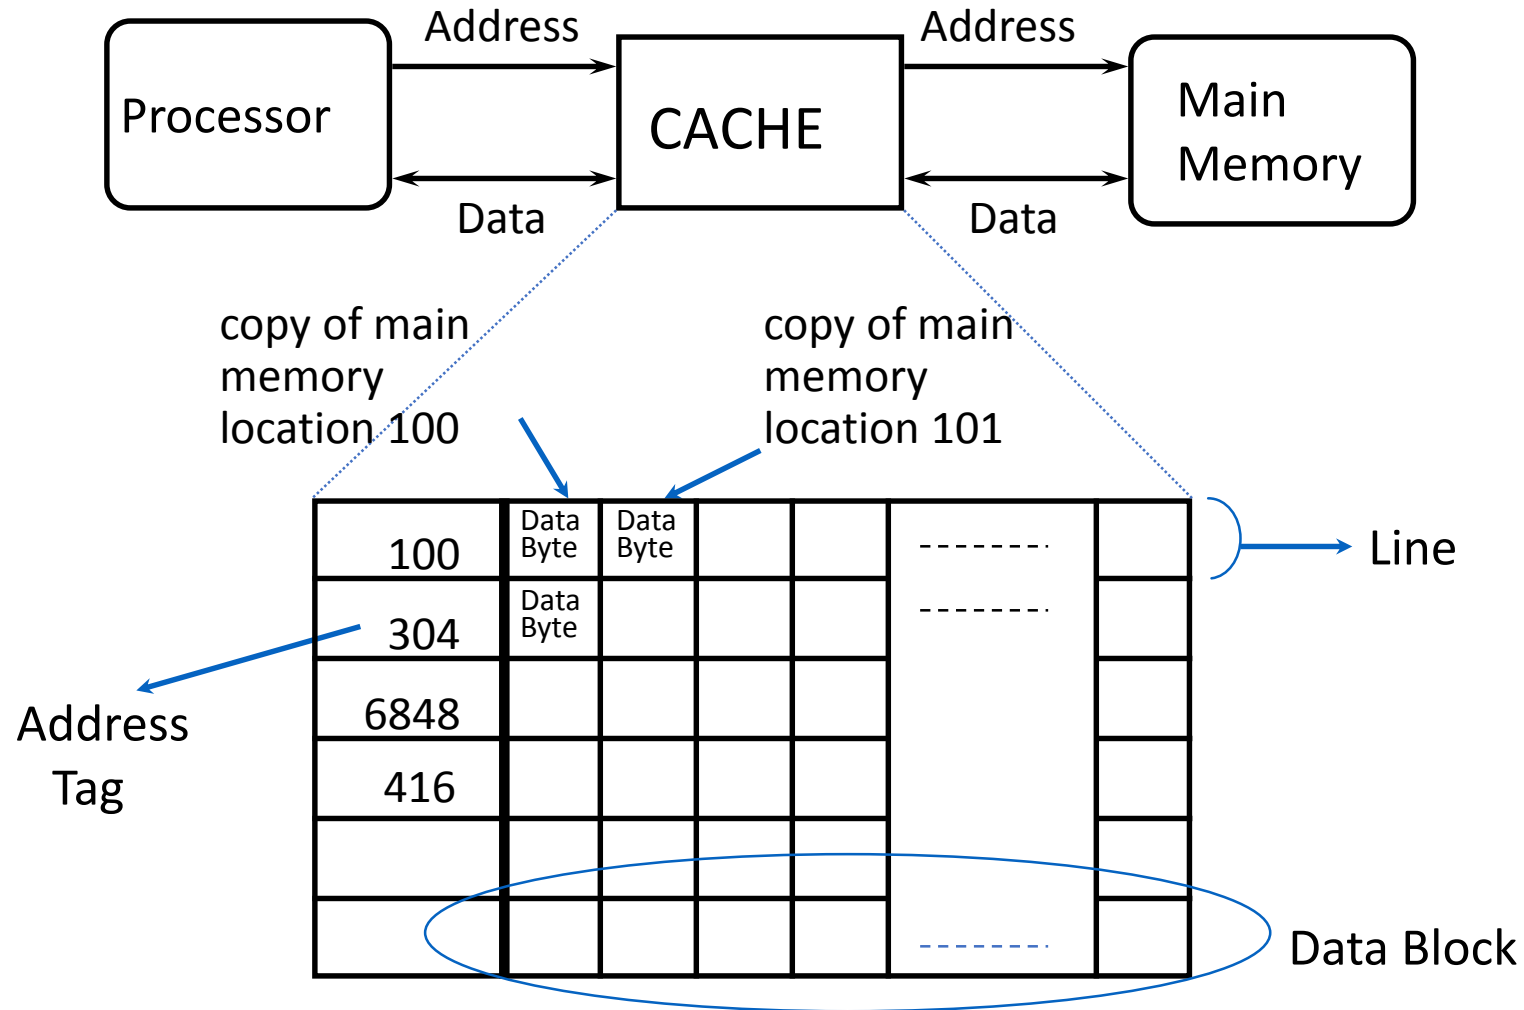 Address
Address
Processor
CACHE
Main
Memory
Data
Data
copy of main
memory
location 100
copy of main
memory
location 101
100
Data
Byte
Data
Byte
Line
304
Data
Byte
6848
Address
Tag
416
Data Block